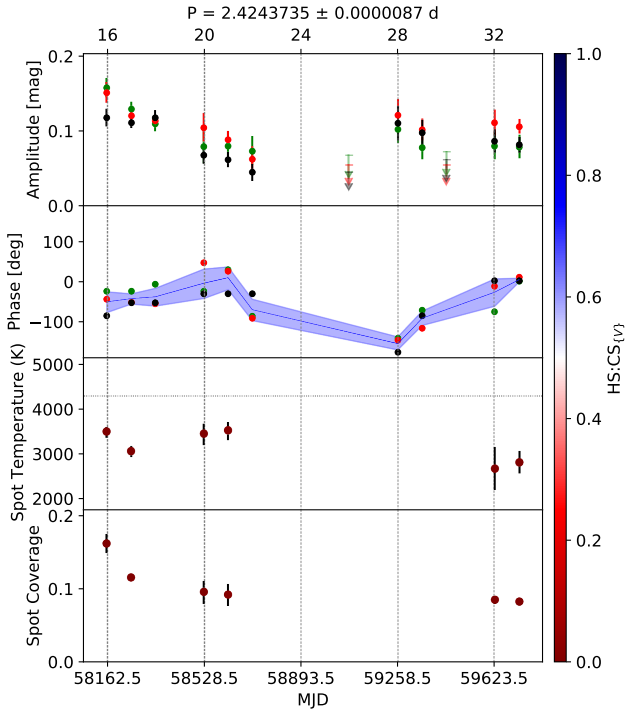 P = 2.4243735 ± 0.0000087 d
16 20 24 28 32
0.2
0.1
0.0
Amplitude [mag]
100
0
−100
Phase [deg]
5000
4000
3000
2000
Spot Temperature (K)
0.2
0.1
0.0
Spot Coverage
58162.5 58528.5 58893.5 59258.5 59623.5
MJD
1.0
0.8
0.6
0.4
0.2
0.0
HS:CS{V}